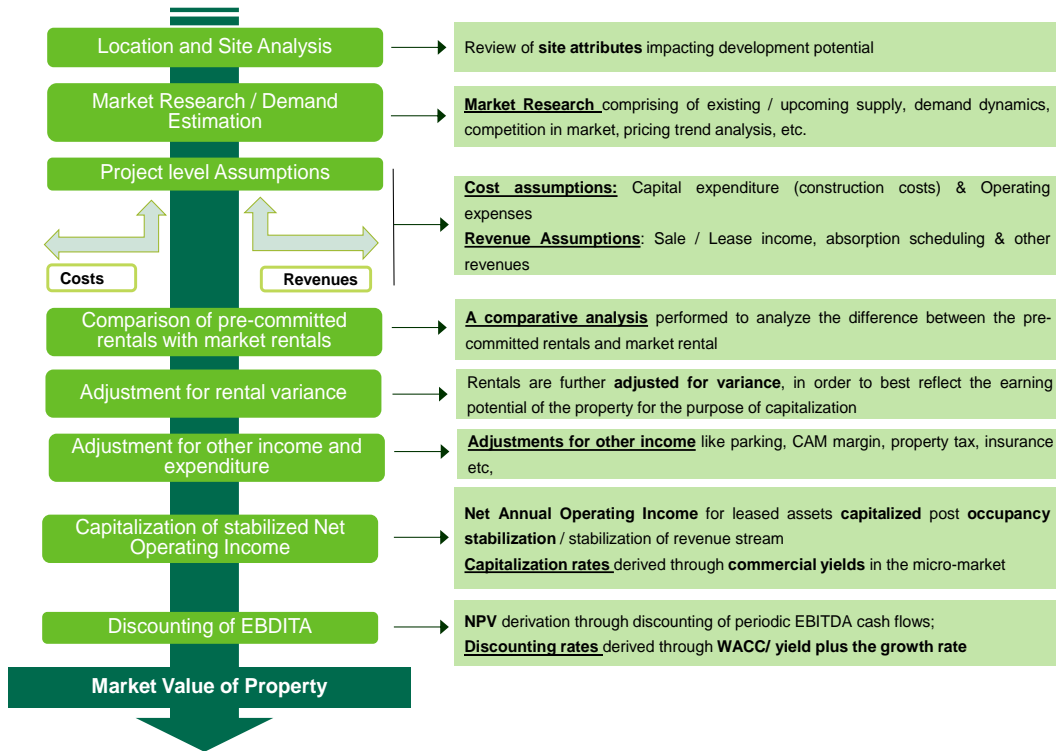 Location and Site Analysis
Review of site attributes impacting development potential
Market Research / Demand
Estimation
Market Research comprising of existing / upcoming supply, demand dynamics,
competition in market, pricing trend analysis, etc.
Project level Assumptions
Costs
Revenues
Cost assumptions: Capital expenditure (construction costs) & Operating
expenses
Revenue Assumptions: Sale / Lease income, absorption scheduling & other
revenues
Comparison of pre-committed
rentals with market rentals
A comparative analysis performed to analyze the difference between the pre-
committed rentals and market rental
Adjustment for rental variance
Rentals are further adjusted for variance, in order to best reflect the earning
potential of the property for the purpose of capitalization
Adjustment for other income and
expenditure
Adjustments for other income like parking, CAM margin, property tax, insurance
etc,
Capitalization of stabilized Net
Operating Income
Net Annual Operating Income for leased assets capitalized post occupancy
stabilization / stabilization of revenue stream
Capitalization rates derived through commercial yields in the micro-market
Discounting of EBDITA
NPV derivation through discounting of periodic EBITDA cash flows;
Discounting rates derived through WACC/ yield plus the growth rate
Market Value of Property